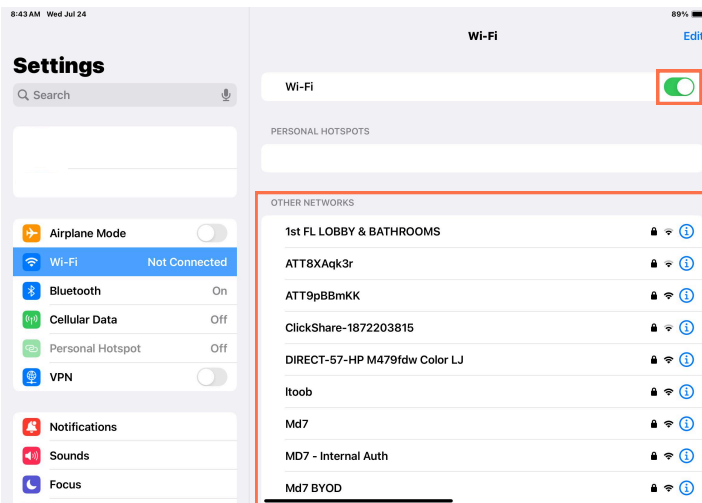 8:43 AM Wed Jul 24
89%
Settings
Search
Airplane Mode
Wi-Fi Not Connected
Bluetooth On
Cellular Data Off
Personal Hotspot Off
VPN
Notifications
Sounds
Focus
Wi-Fi
Edit
Wi-Fi
PERSONAL HOTSPOTS
OTHER NETWORKS
1st FL LOBBY & BATHROOMS
ATT8XAqk3r
ATT9pBBmKK
ClickShare-1872203815
DIRECT-57-HP M479fdw Color LJ
Itoob
Md7
MD7 - Internal Auth
Md7 BYOD